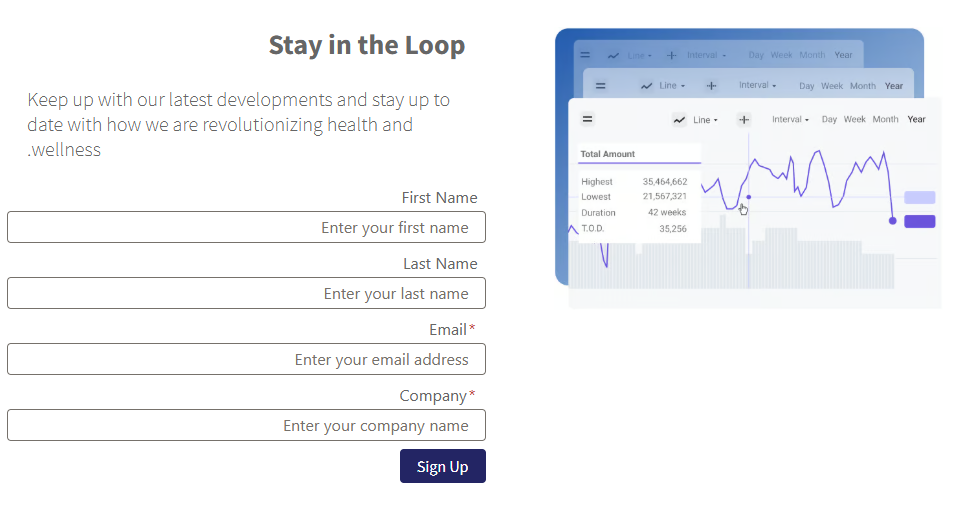 Stay in the Loop
Keep up with our latest developments and stay up to
date with how we are revolutionizing health and
.wellness
First Name
Enter your first name
Last Name
Enter your last name
Email*
Enter your email address
Company*
Enter your company name
Sign Up
Line Interval Day Week Month Year
Line Interval Day Week Month Year
Line Interval Day Week Month Year
Total Amount
Highest 35,464,662
Lowest 21,567,321
Duration 42 weeks
T.O.D. 35,256